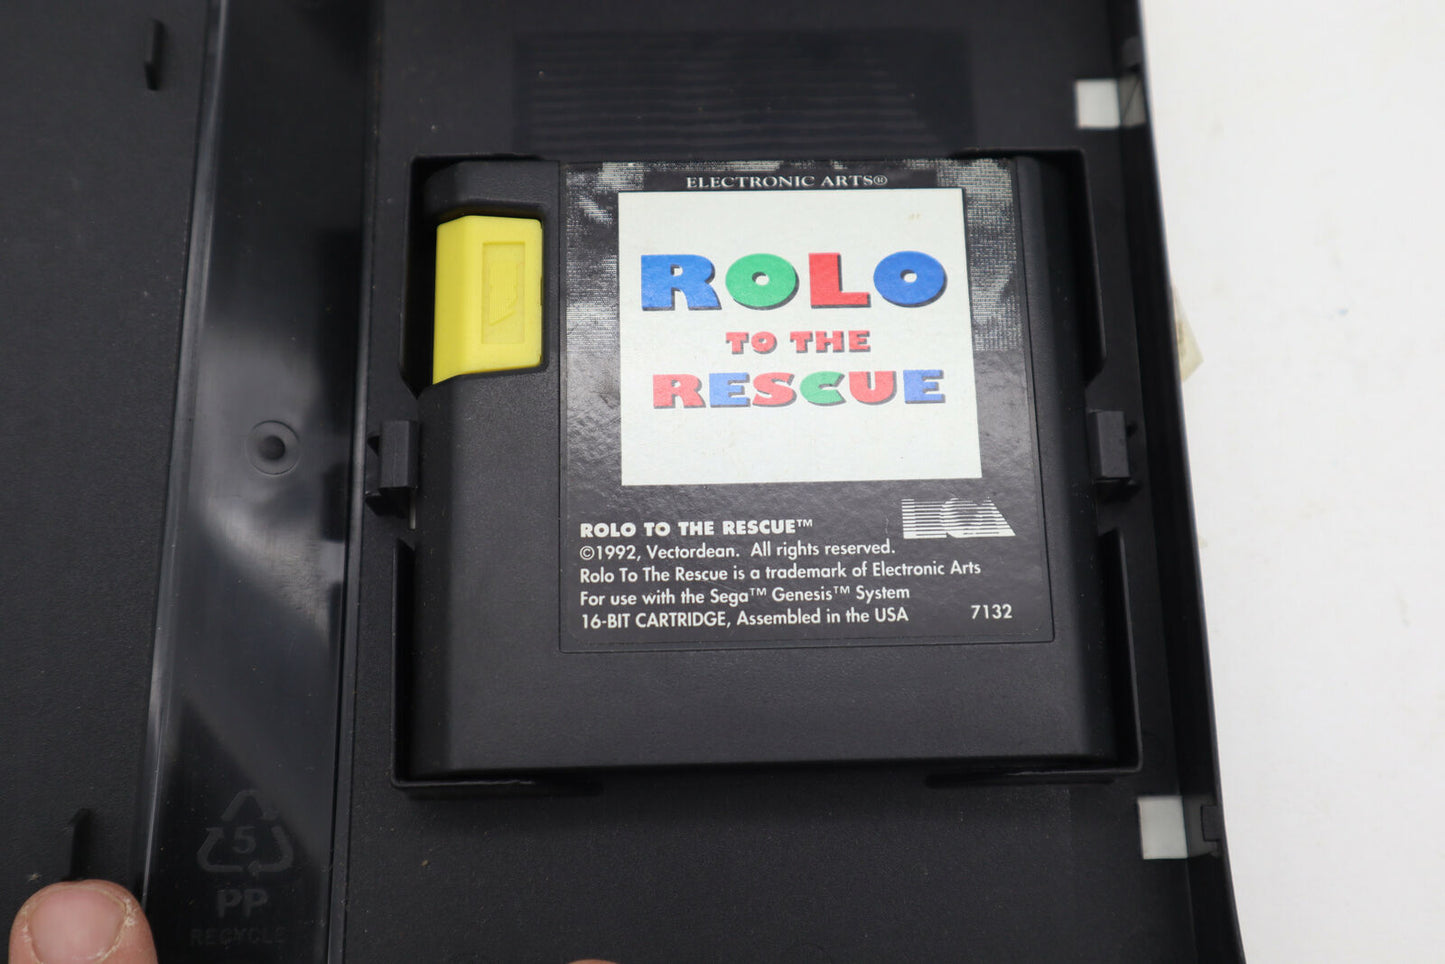 ELECTRONIC ARTS®
ROLO
TO THE
RESCUE
EA
ROLO TO THE RESCUE™
©1992, Vectordean. All rights reserved.
Rolo To The Rescue is a trademark of Electronic Arts
For use with the Sega™ Genesis™ System
16-BIT CARTRIDGE, Assembled in the USA 7132
5
PP
RECYCLE